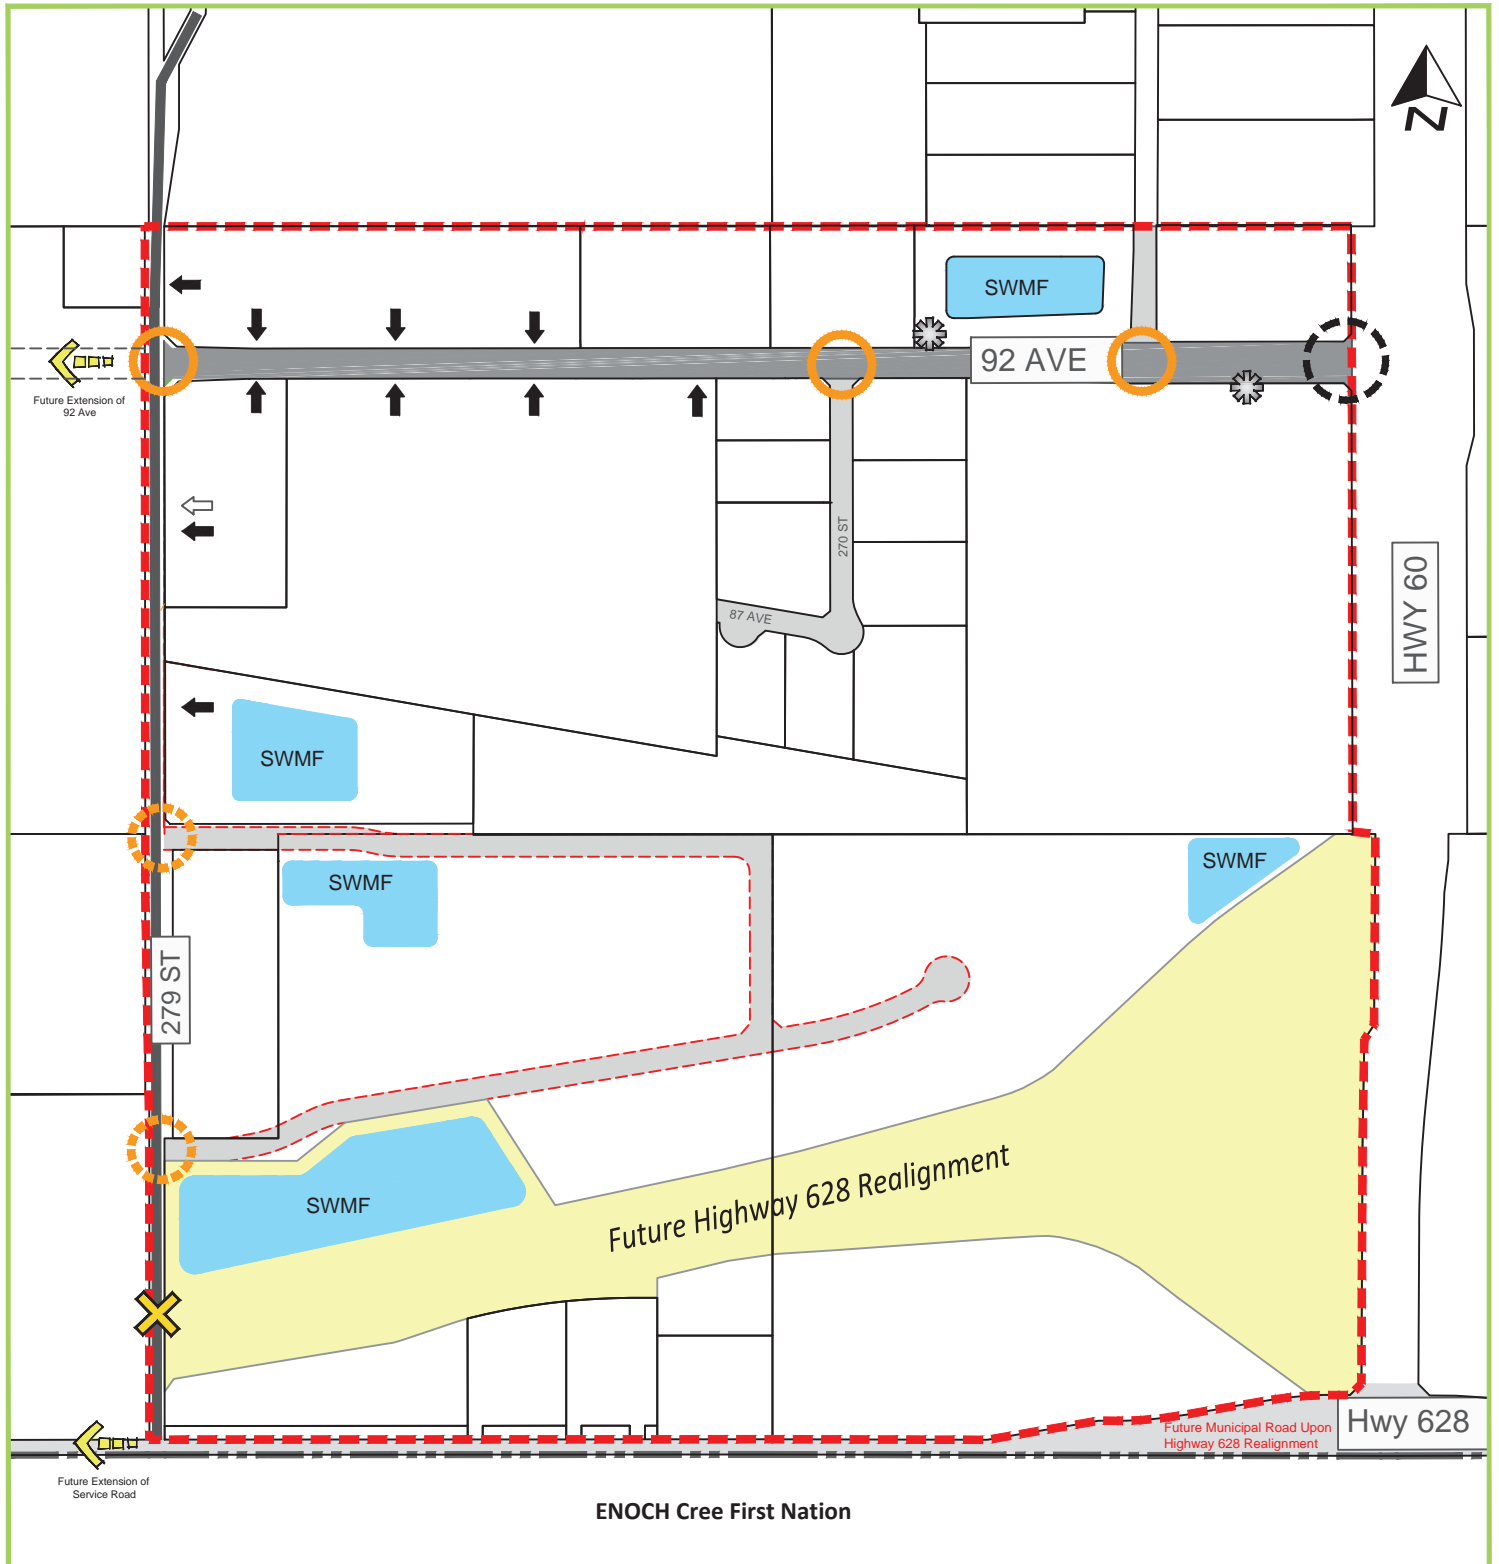 N
SWMF
92 AVE
Future Extension of
92 Ave
270 ST
HWY 60
87 AVE
SWMF
SWMF
SWMF
279 ST
Future Highway 628 Realignment
SWMF
Future Municipal Road Upon
Highway 628 Realignment
Hwy 628
Future Extension of
Service Road
ENOCH Cree First Nation